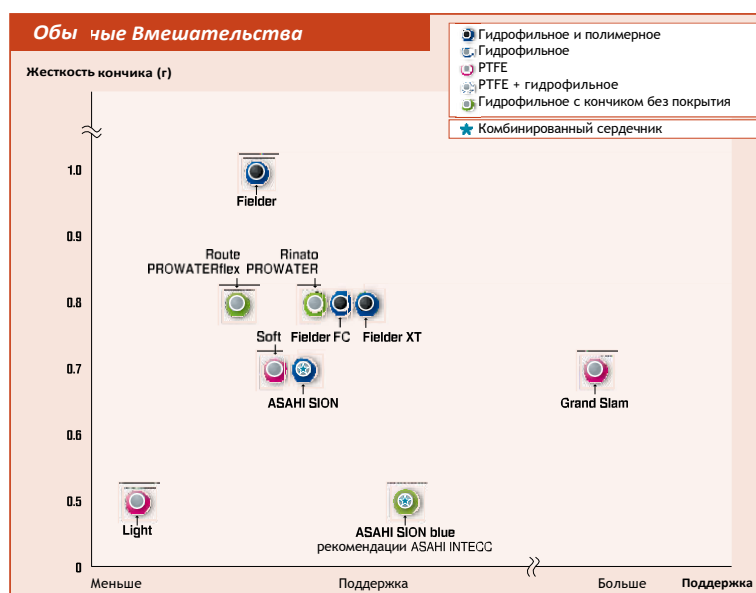 Обы ные Вмешательства
Гидрофильное и полимерное
Гидрофильное
PTFE
PTFE + гидрофильное
Гидрофильное с кончиком без покрытия
Комбинированный сердечник
Жесткость кончика (г)
1.0
Fielder
0.9
Route
PROWATERflex
Rinato
PROWATER
0.8
Soft
Fielder FC
Fielder XT
0.7
ASAHI SION
Grand Slam
0.6
0.5
Light
ASAHI SION blue
рекомендации ASAHI INTECC
0
Меньше
Поддержка
Больше
Поддержка